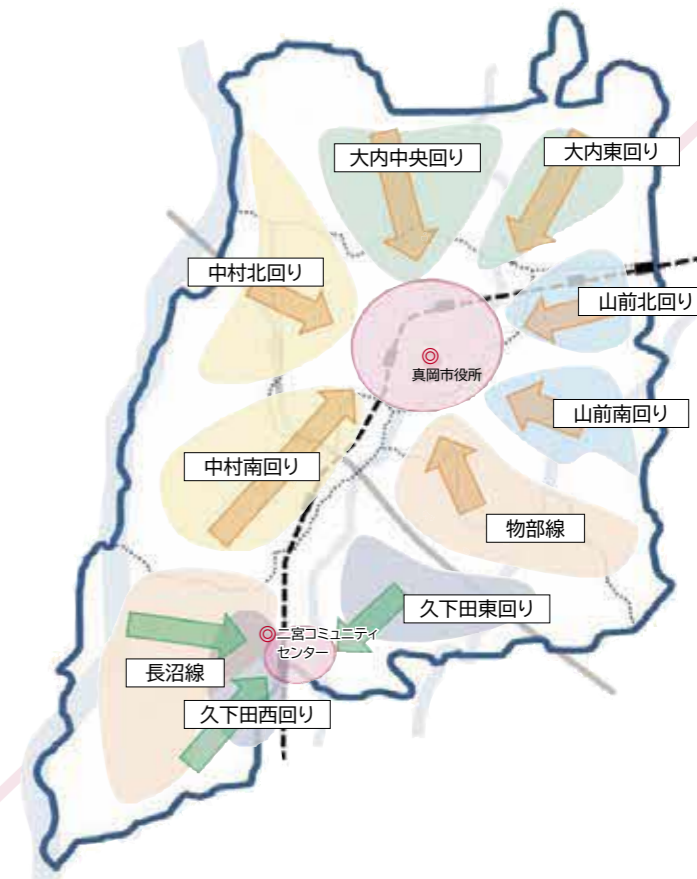 大内中央回り
大内東回り
中村北回り
山前北回り
真岡市役所
山前南回り
中村南回り
物部線
久下田東回り
二宮コミュニティ
センター
長沼線
久下田西回り